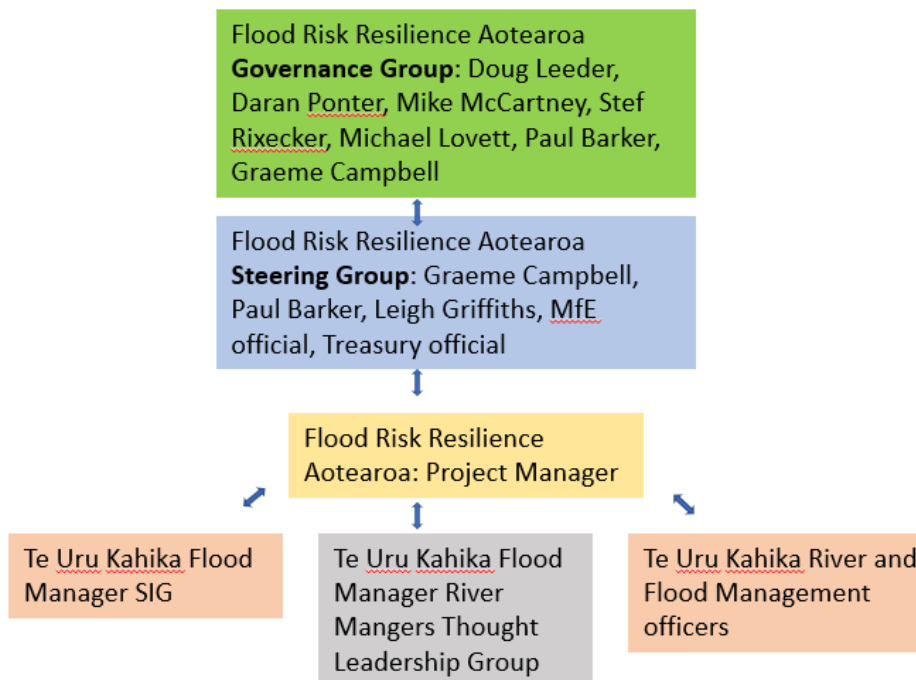 Flood Risk Resilience Aotearoa
Governance Group: Doug Leeder,
Daran Ponter, Mike McCartney, Stef
Rixecker, Michael Lovett, Paul Barker,
Graeme Campbell
Flood Risk Resilience Aotearoa
Steering Group: Graeme Campbell,
Paul Barker, Leigh Griffiths, MfE
official, Treasury official
Flood Risk Resilience
Aotearoa: Project Manager
Te Uru Kahika Flood
Manager SIG
Te Uru Kahika Flood
Manager River
Mangers Thought
Leadership Group
Te Uru Kahika River and
Flood Management
officers